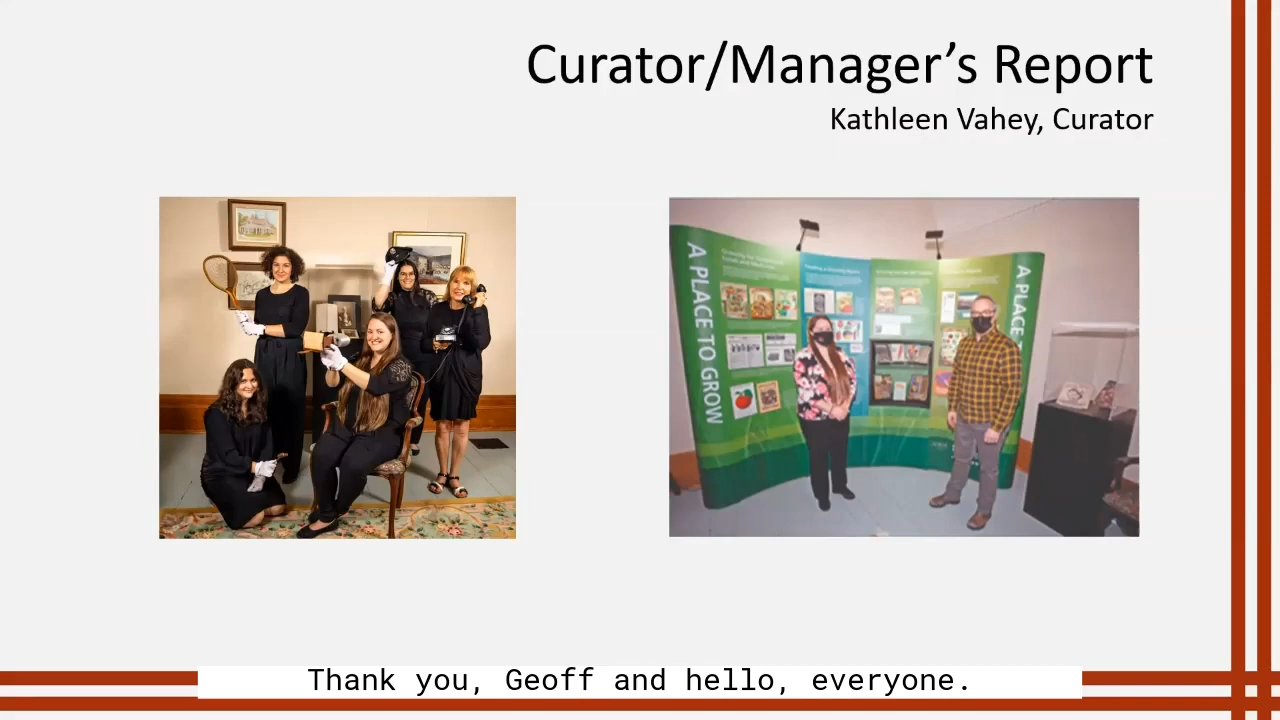 Curator/Manager’s Report
Kathleen Vahey, Curator
A PLACE TO GROW
A PLACE
Thank you, Geoff and hello, everyone.